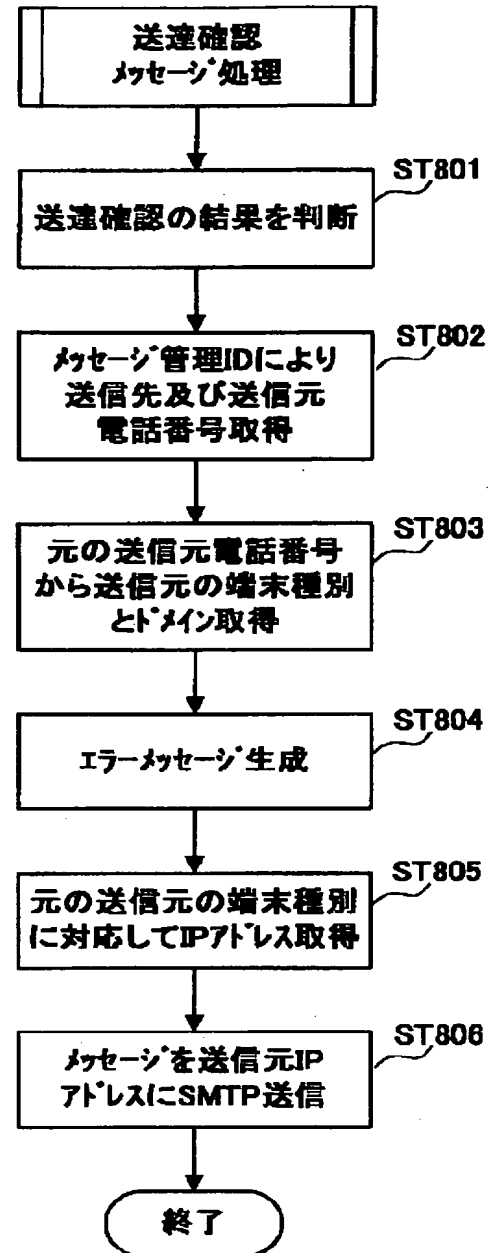 送達確認
メッセージ処理
ST801
送達確認の結果を判断
ST802
メッセージ管理IDにより
送信先及び送信元
電話番号取得
ST803
元の送信元電話番号
から送信元の端末種別
とドメイン取得
ST804
エラーメッセージ生成
ST805
元の送信元の端末種別
に対応してIPアドレス取得
ST806
メッセージを送信元IP
アドレスにSMTP送信
終了